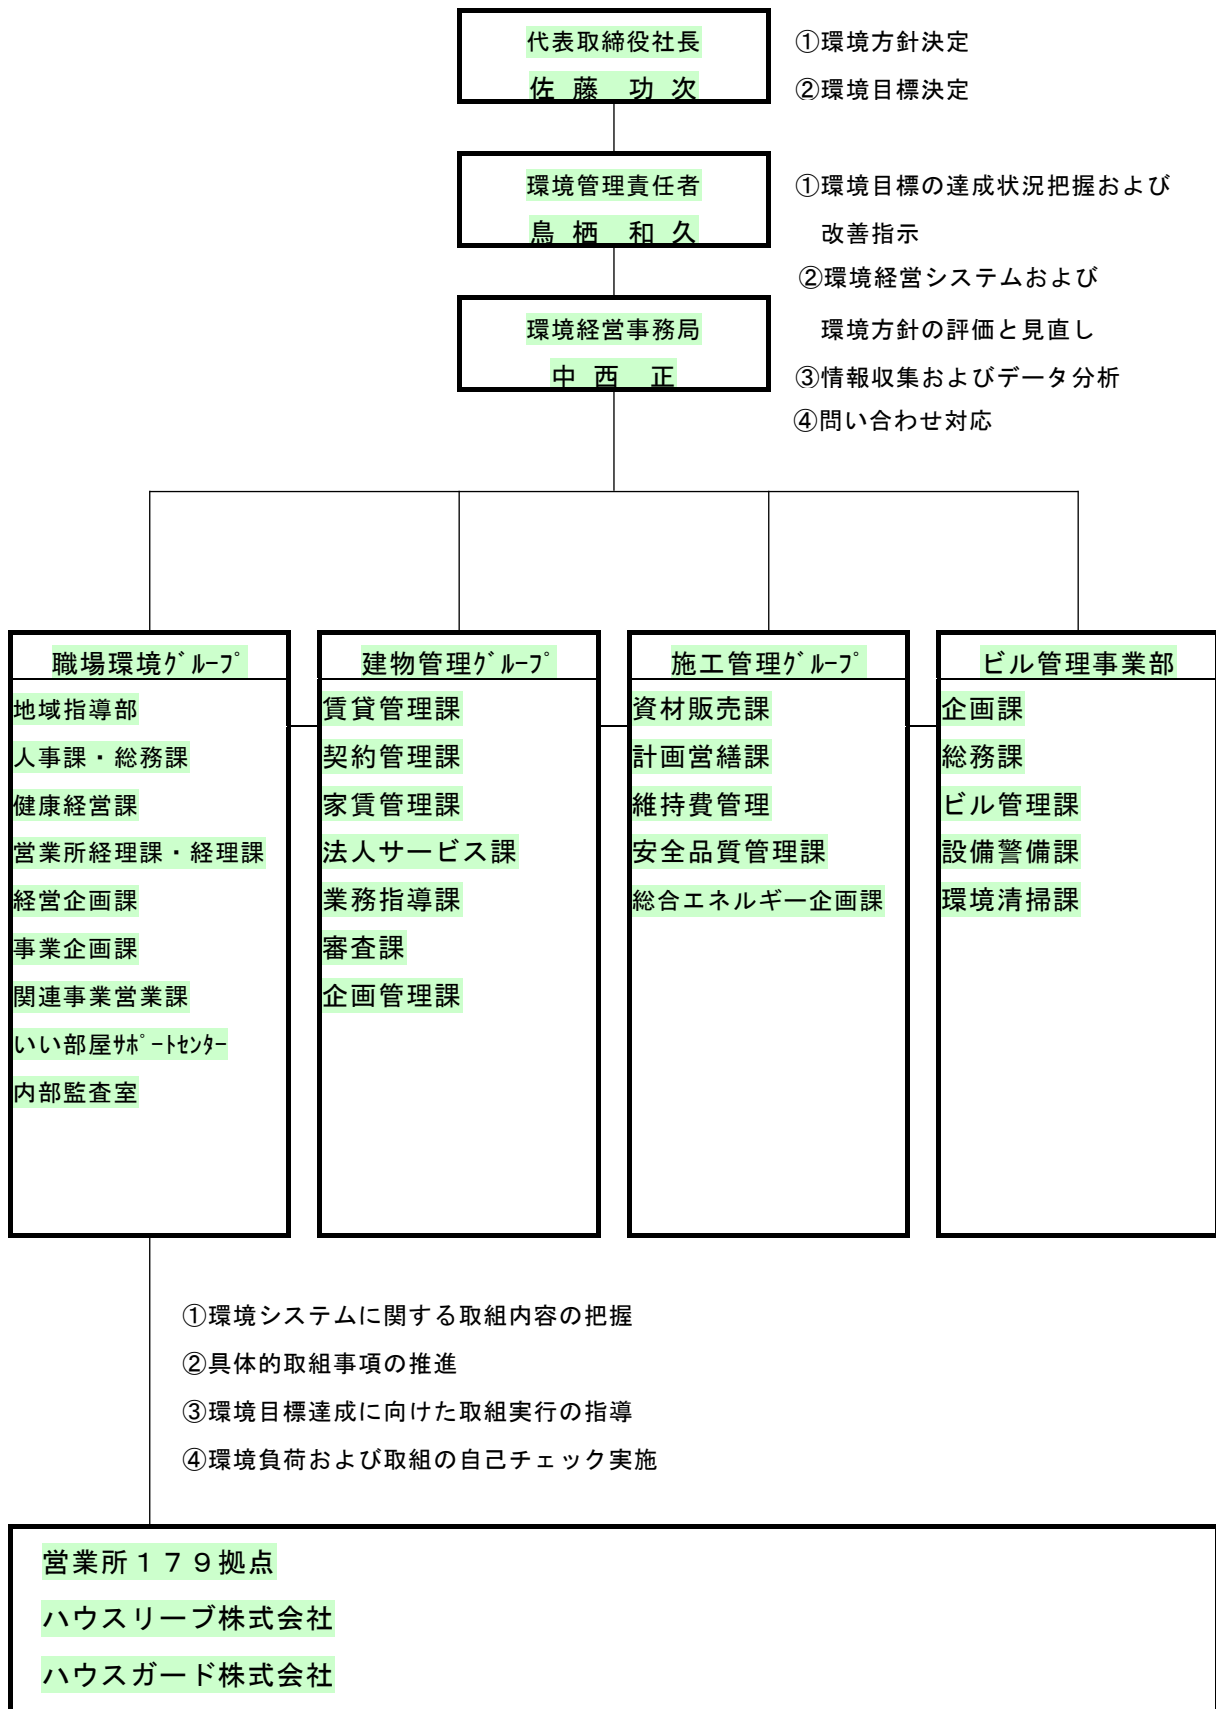 代表取締役社長
佐藤　功次
①環境方針決定
②環境目標決定
環境管理責任者
鳥栖　和久
①環境目標の達成状況把握および
改善指示
②環境経営システムおよび
環境経営事務局
中西　正
環境方針の評価と見直し
③情報収集およびデータ分析
④問い合わせ対応
職場環境ｸﾞﾙｰﾌﾟ
地域指導部
人事課・総務課
健康経営課
営業所経理課・経理課
経営企画課
事業企画課
関連事業営業課
いい部屋ｻﾎﾟｰﾄｾﾝﾀｰ
内部監査室
建物管理ｸﾞﾙｰﾌﾟ
賃貸管理課
契約管理課
家賃管理課
法人サービス課
業務指導課
審査課
企画管理課
施工管理ｸﾞﾙｰﾌﾟ
資材販売課
計画営繕課
維持費管理
安全品質管理課
総合エネルギー企画課
ビル管理事業部
企画課
総務課
ビル管理課
設備警備課
環境清掃課
①環境システムに関する取組内容の把握
②具体的取組事項の推進
③環境目標達成に向けた取組実行の指導
④環境負荷および取組の自己チェック実施
営業所１７９拠点
ハウスリーブ株式会社
ハウスガード株式会社